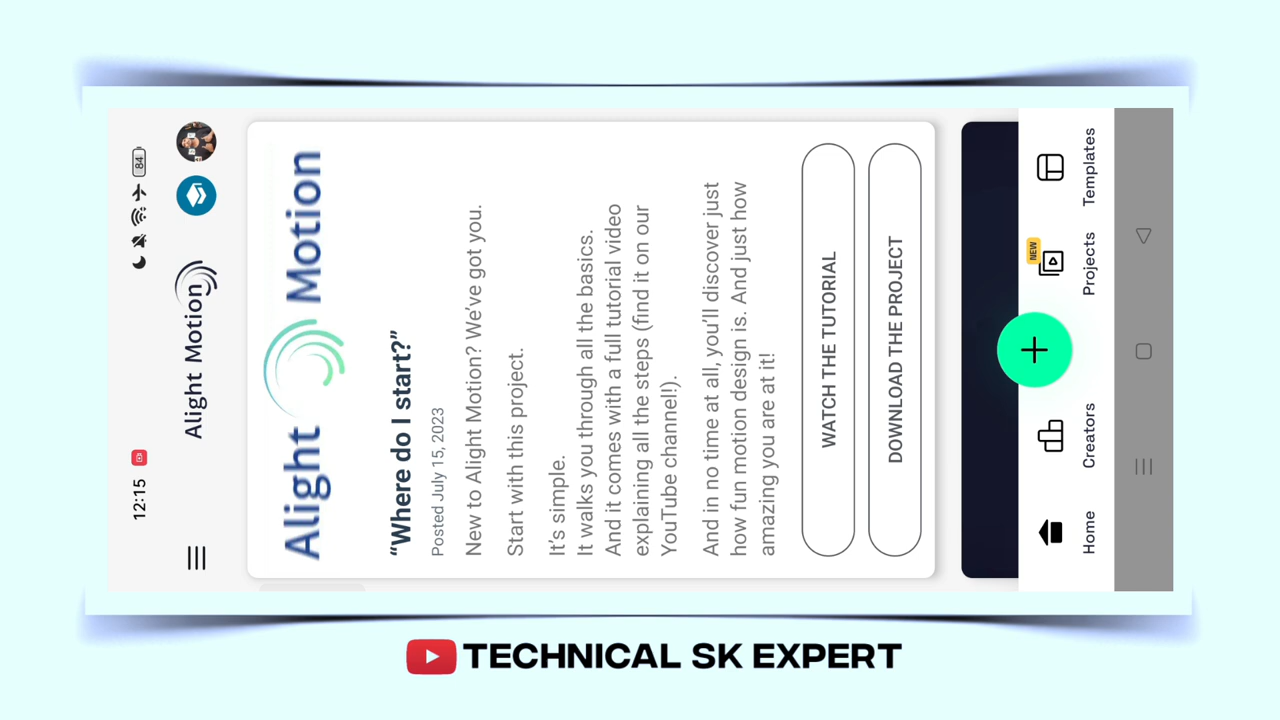 12:15
84
Alight Motion
Alight Motion
“Where do I start?”
Posted July 15, 2023
New to Alight Motion? We’ve got you.
Start with this project.
It’s simple.
It walks you through all the basics.
And it comes with a full tutorial video
explaining all the steps (find it on our
YouTube channel!).
And in no time at all, you’ll discover just
how fun motion design is. And just how
amazing you are at it!
WATCH THE TUTORIAL
DOWNLOAD THE PROJECT
NEW
Home
Creators
Projects
Templates
TECHNICAL SK EXPERT